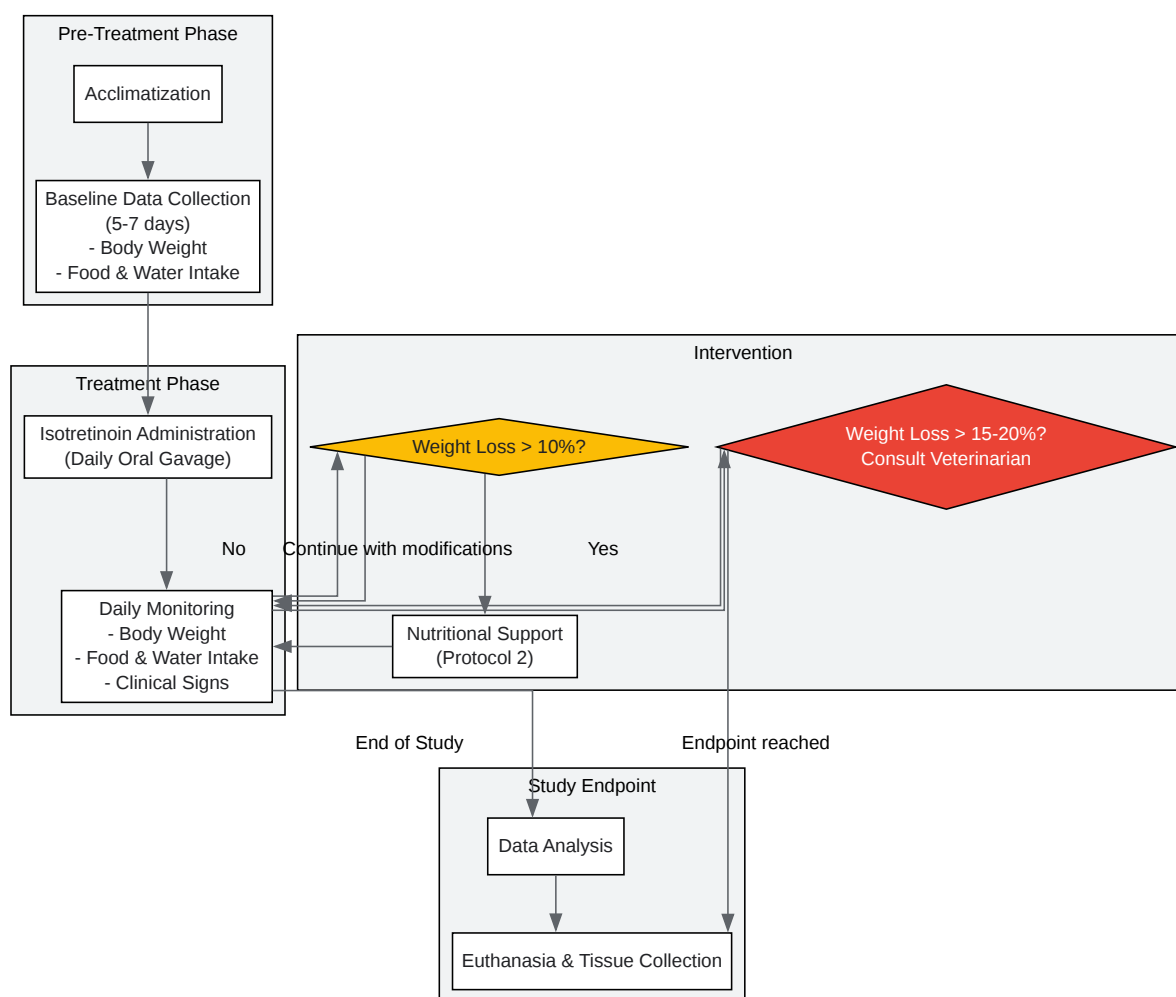 Pre-Treatment Phase
Acclimatization
Baseline Data Collection
(5-7 days)
- Body Weight
- Food & Water Intake
Intervention
Treatment Phase
Isotretinoin Administration
(Daily Oral Gavage)
Weight Loss > 10%?
Weight Loss > 15-20%?
Consult Veterinarian
No
Continue with modifications
Yes
Daily Monitoring
- Body Weight
- Food & Water Intake
- Clinical Signs
Nutritional Support
(Protocol 2)
End of Study
Endpoint reached
Study Endpoint
Data Analysis
Euthanasia & Tissue Collection